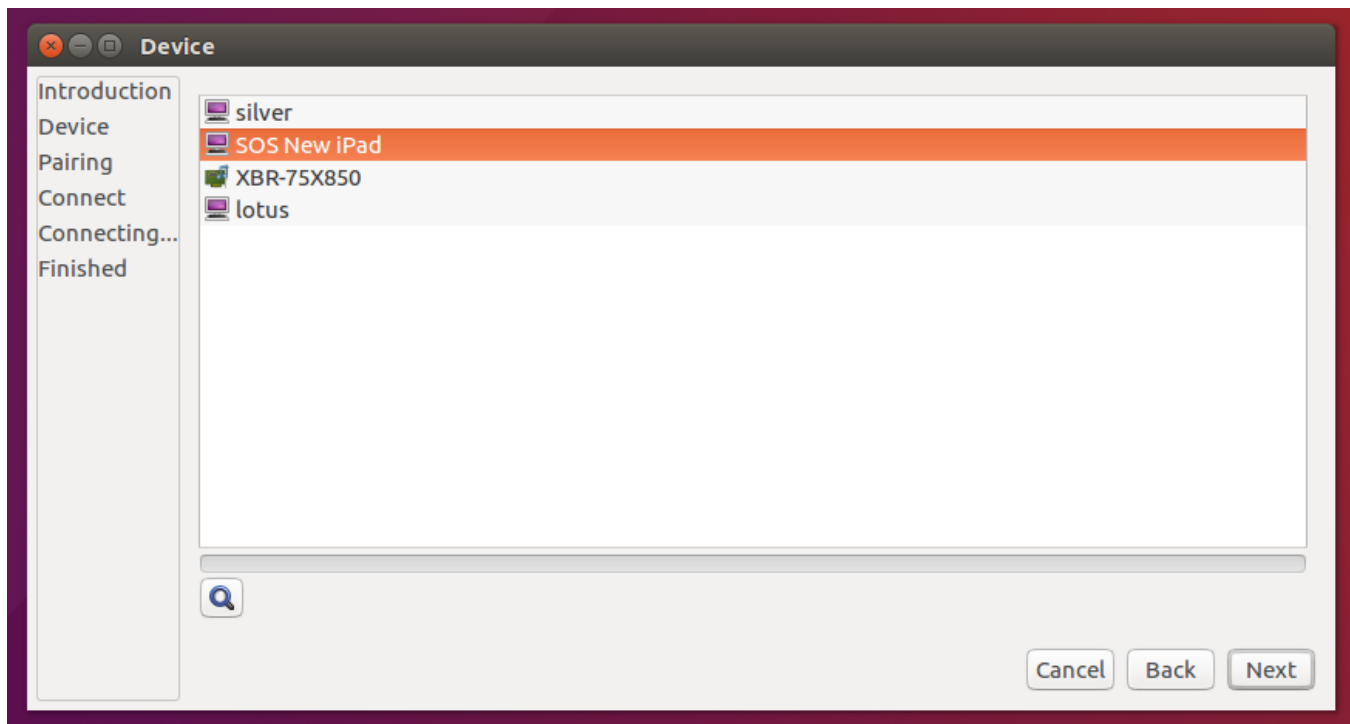 Device
Introduction
Device
Pairing
Connect
Connecting...
Finished
silver
SOS New iPad
XBR-75X850
lotus
Cancel
Back
Next